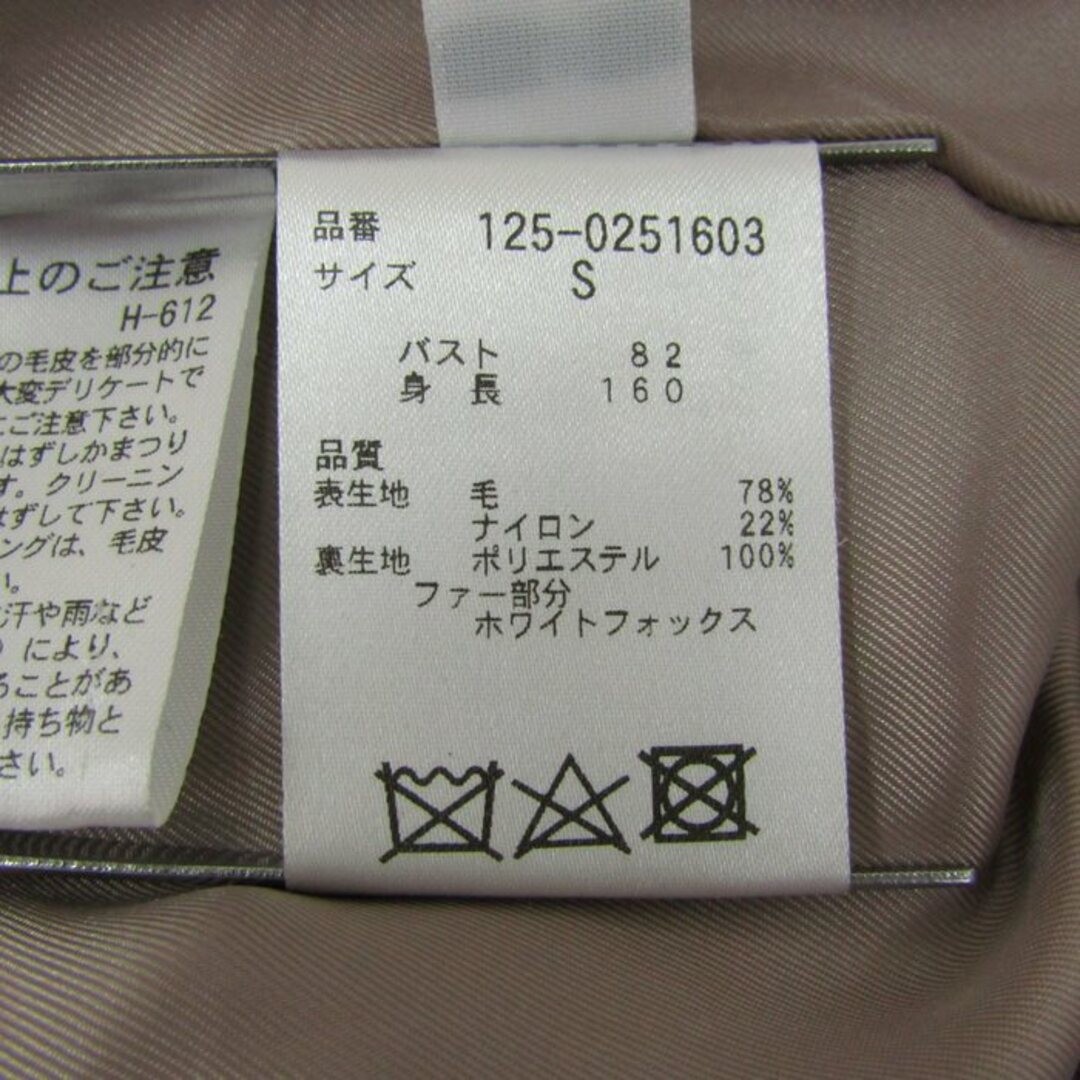 上のご注意
H-612
の毛皮を部分的に
大変デリケートで
にご注意下さい。
はずしかまつり
す。クリーニン
はずして下さい。
ングは、毛皮
い。
汗や雨など
)により、
ることがあ
持ち物と
さい。
品番 125-0251603
サイズ S
バスト 82
身長 160
品質
表生地 毛 78%
ナイロン 22%
裏生地 ポリエステル 100%
ファー部分
ホワイトフォックス